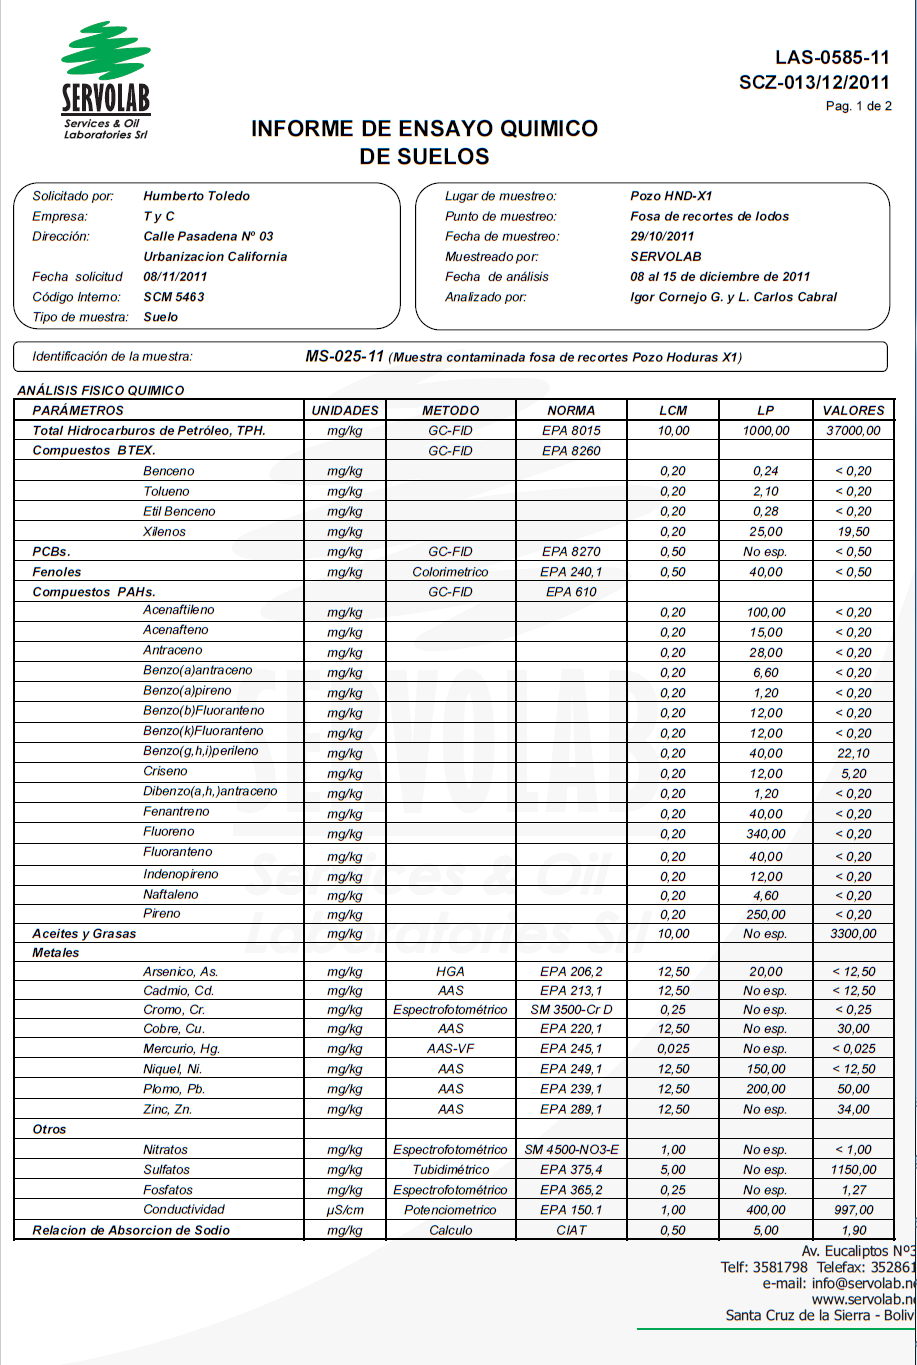 SERVOLAB
Services & Oil
Laboratories Srl
LAS-0585-11
SCZ-013/12/2011
Pag. 1 de 2
INFORME DE ENSAYO QUIMICO
DE SUELOS
Solicitado por: Humberto Toledo
Empresa: T y C
Dirección: Calle Pasadena Nº 03
Urbanizacion California
Fecha solicitud 08/11/2011
Código Interno: SCM 5463
Tipo de muestra: Suelo
Lugar de muestreo: Pozo HND-X1
Punto de muestreo: Fosa de recortes de lodos
Fecha de muestreo: 29/10/2011
Muestreado por: SERVOLAB
Fecha de análisis 08 al 15 de diciembre de 2011
Analizado por: Igor Cornejo G. y L. Carlos Cabral
Identificación de la muestra: MS-025-11 (Muestra contaminada fosa de recortes Pozo Hoduras X1)
ANÁLISIS FISICO QUIMICO
PARÁMETROS UNIDADES METODO NORMA LCM LP VALORES
Total Hidrocarburos de Petróleo, TPH. mg/kg GC-FID EPA 8015 10,00 1000,00 37000,00
Compuestos BTEX. GC-FID EPA 8260
Benceno mg/kg 0,20 0,24 < 0,20
Tolueno mg/kg 0,20 2,10 < 0,20
Etil Benceno mg/kg 0,20 0,28 < 0,20
Xilenos mg/kg 0,20 25,00 19,50
PCBs. mg/kg GC-FID EPA 8270 0,50 No esp. < 0,50
Fenoles mg/kg Colorimetrico EPA 240,1 0,50 40,00 < 0,50
Compuestos PAHs. GC-FID EPA 610
Acenaftileno mg/kg 0,20 100,00 < 0,20
Acenafteno mg/kg 0,20 15,00 < 0,20
Antraceno mg/kg 0,20 28,00 < 0,20
Benzo(a)antraceno mg/kg 0,20 6,60 < 0,20
Benzo(a)pireno mg/kg 0,20 1,20 < 0,20
Benzo(b)Fluoranteno mg/kg 0,20 12,00 < 0,20
Benzo(k)Fluoranteno mg/kg 0,20 12,00 < 0,20
Benzo(g,h,i)perileno mg/kg 0,20 40,00 22,10
Criseno mg/kg 0,20 12,00 5,20
Dibenzo(a,h,)antraceno mg/kg 0,20 1,20 < 0,20
Fenantreno mg/kg 0,20 40,00 < 0,20
Fluoreno mg/kg 0,20 340,00 < 0,20
Fluoranteno mg/kg 0,20 40,00 < 0,20
Indenopireno mg/kg 0,20 12,00 < 0,20
Naftaleno mg/kg 0,20 4,60 < 0,20
Pireno mg/kg 0,20 250,00 < 0,20
Aceites y Grasas mg/kg 10,00 No esp. 3300,00
Metales
Arsenico, As. mg/kg HGA EPA 206,2 12,50 20,00 < 12,50
Cadmio, Cd. mg/kg AAS EPA 213,1 12,50 No esp. < 12,50
Cromo, Cr. mg/kg Espectrofotométrico SM 3500-Cr D 0,25 No esp. < 0,25
Cobre, Cu. mg/kg AAS EPA 220,1 12,50 No esp. 30,00
Mercurio, Hg. mg/kg AAS-VF EPA 245,1 0,025 No esp. < 0,025
Niquel, Ni. mg/kg AAS EPA 249,1 12,50 150,00 < 12,50
Plomo, Pb. mg/kg AAS EPA 239,1 12,50 200,00 50,00
Zinc, Zn. mg/kg AAS EPA 289,1 12,50 No esp. 34,00
Otros
Nitratos mg/kg Espectrofotométrico SM 4500-NO3-E 1,00 No esp. < 1,00
Sulfatos mg/kg Tubidimétrico EPA 375,4 5,00 No esp. 1150,00
Fosfatos mg/kg Espectrofotométrico EPA 365,2 0,25 No esp. 1,27
Conductividad µS/cm Potenciometrico EPA 150.1 1,00 400,00 997,00
Relacion de Absorcion de Sodio mg/kg Calculo CIAT 0,50 5,00 1,90
Av. Eucaliptos Nº3
Telf: 3581798 Telefax: 352861
e-mail: info@servolab.ne
www.servolab.ne
Santa Cruz de la Sierra - Boliv